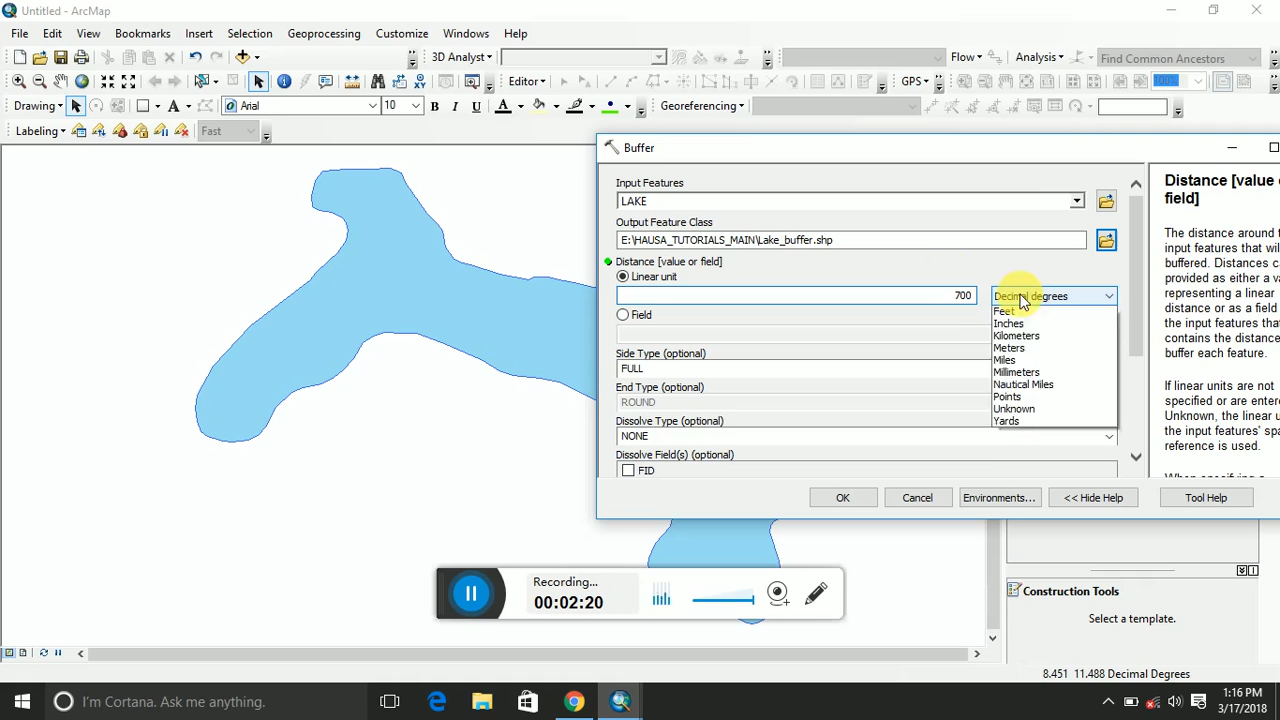 Untitled - ArcMap
File Edit View Bookmarks Insert Selection Geoprocessing Customize Windows Help
3D Analyst Flow Analysis Find Common Ancestors
Editor GPS 100%
Drawing Arial 10 B I U A Georeferencing
Labeling Fast
Buffer
Input Features
LAKE
Output Feature Class
E:\HAUSA_TUTORIALS_MAIN\Lake_buffer.shp
Distance [value or field]
Linear unit
700 Decimal degrees
Feet
Inches
Kilometers
Meters
Miles
Millimeters
Nautical Miles
Points
Unknown
Yards
Field
Side Type (optional)
FULL
End Type (optional)
ROUND
Dissolve Type (optional)
NONE
Dissolve Field(s) (optional)
FID
OK Cancel Environments... << Hide Help Tool Help
Distance [value
field]
The distance around t
input features that wil
buffered. Distances ca
provided as either a va
representing a linear
distance or as a field
the input features that
contains the distance
buffer each feature.
If linear units are not
specified or are entere
Unknown, the linear u
the input features' spa
reference is used.
When specifying a
Recording...
00:02:20
Construction Tools
Select a template.
8.451 11.488 Decimal Degrees
I'm Cortana. Ask me anything.
1:16 PM
3/17/2018